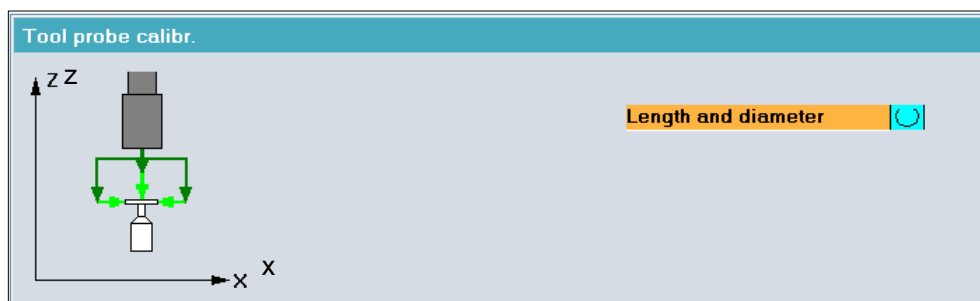 Tool probe calibr.
Z Z
Length and diameter
X X